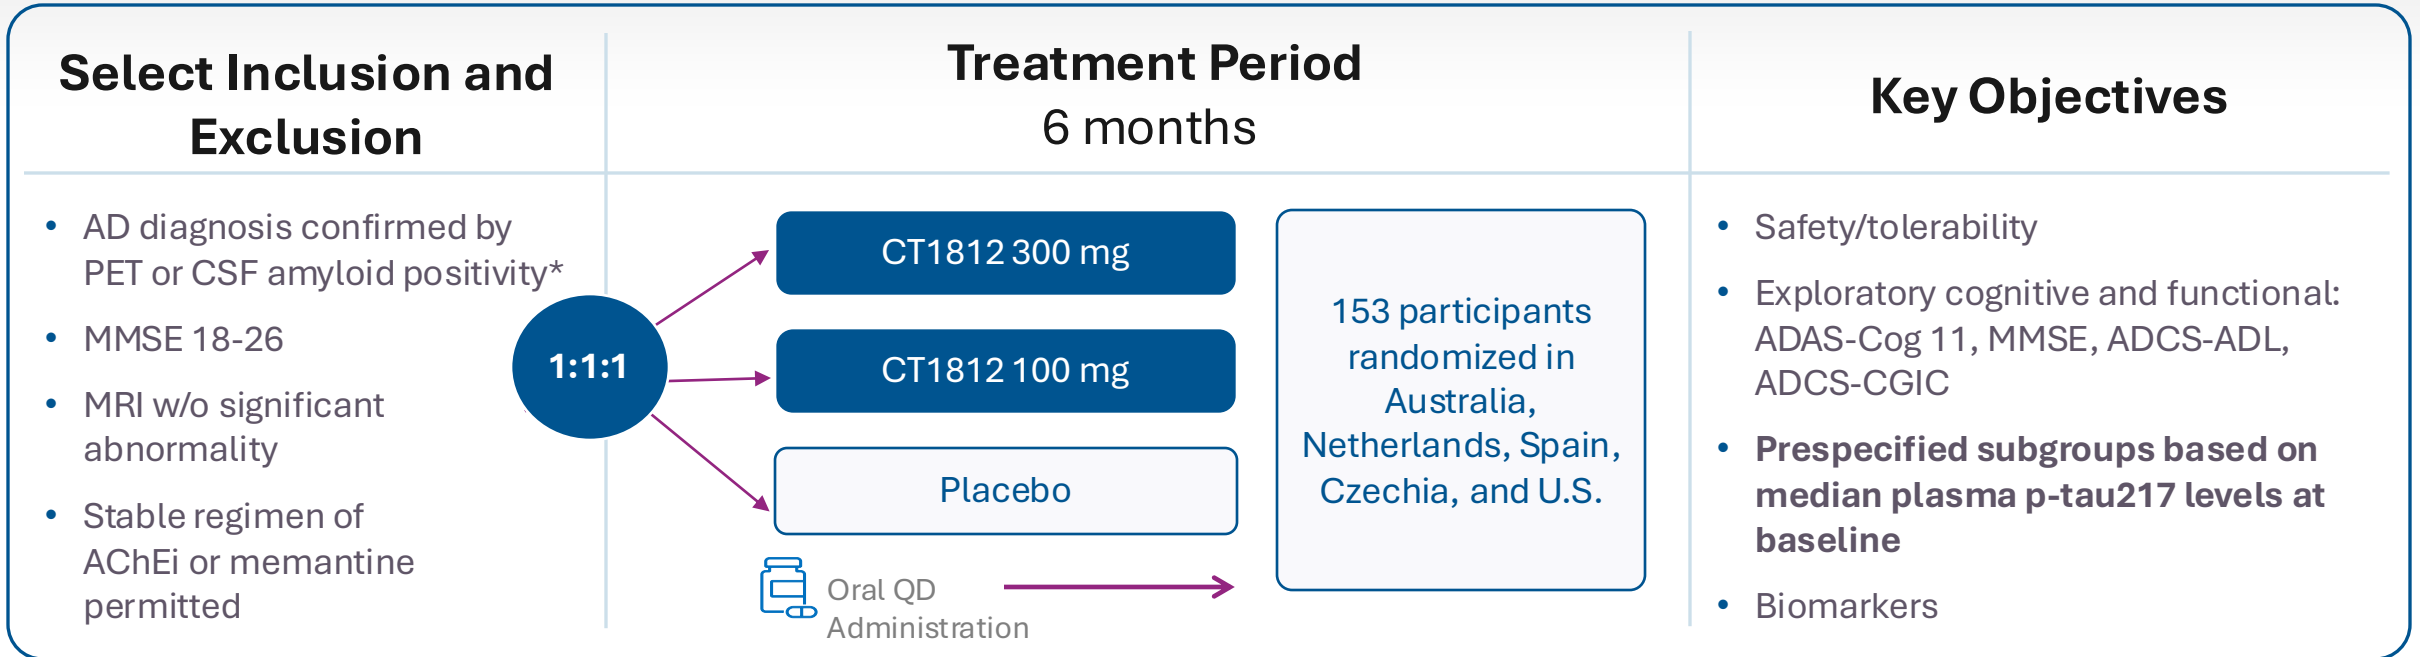 Select Inclusion and
Exclusion
Treatment Period
6 months
Key Objectives
• AD diagnosis confirmed by
PET or CSF amyloid positivity*
• MMSE 18-26
• MRI w/o significant
abnormality
• Stable regimen of
AChEi or memantine
permitted
1:1:1
CT1812 300 mg
CT1812 100 mg
Placebo
Oral QD
Administration
153 participants
randomized in
Australia,
Netherlands, Spain,
Czechia, and U.S.
• Safety/tolerability
• Exploratory cognitive and functional:
ADAS-Cog 11, MMSE, ADCS-ADL,
ADCS-CGIC
• Prespecified subgroups based on
median plasma p-tau217 levels at
baseline
• Biomarkers